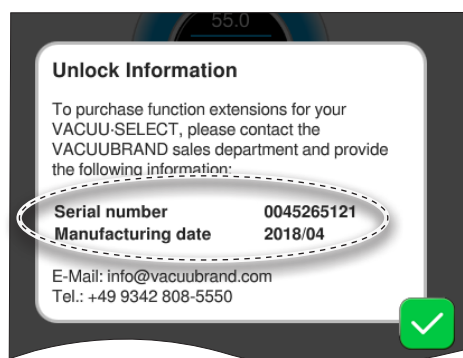 55.0
Unlock Information
To purchase function extensions for your
VACUU·SELECT, please contact the
VACUUBRAND sales department and provide
the following information:
Serial number 0045265121
Manufacturing date 2018/04
E-Mail: info@vacuubrand.com
Tel.: +49 9342 808-5550